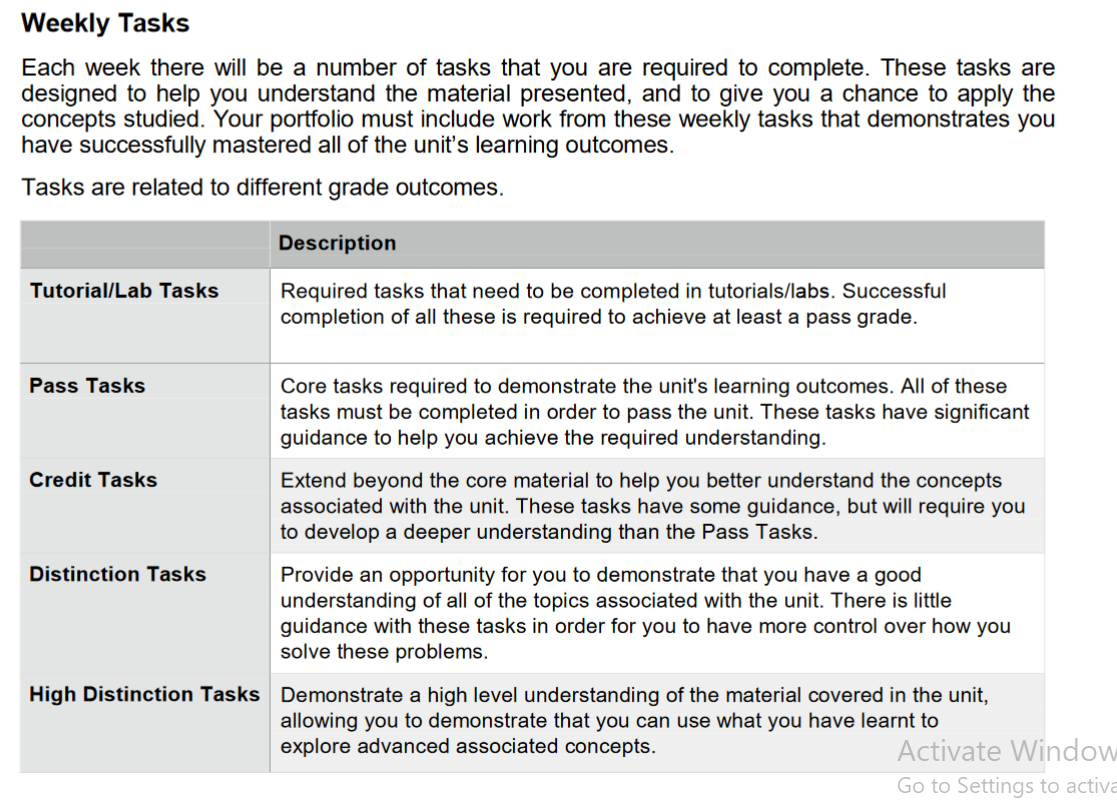 Weekly Tasks
Each week there will be a number of tasks that you are required to complete. These tasks are
designed to help you understand the material presented, and to give you a chance to apply the
concepts studied. Your portfolio must include work from these weekly tasks that demonstrates you
have successfully mastered all of the unit's learning outcomes.
Tasks are related to different grade outcomes.
Description
Tutorial/Lab Tasks
Required tasks that need to be completed in tutorials/labs. Successful
completion of all these is required to achieve at least a pass grade.
Pass Tasks
Core tasks required to demonstrate the unit's learning outcomes. All of these
tasks must be completed in order to pass the unit. These tasks have significant
guidance to help you achieve the required understanding.
Credit Tasks
Extend beyond the core material to help you better understand the concepts
associated with the unit. These tasks have some guidance, but will require you
to develop a deeper understanding than the Pass Tasks.
Distinction Tasks
Provide an opportunity for you to demonstrate that you have a good
understanding of all of the topics associated with the unit. There is little
guidance with these tasks in order for you to have more control over how you
solve these problems.
High Distinction Tasks
Demonstrate a high level understanding of the material covered in the unit,
allowing you to demonstrate that you can use what you have learnt to
explore advanced associated concepts.
Activate Window
Go to Settings to activa